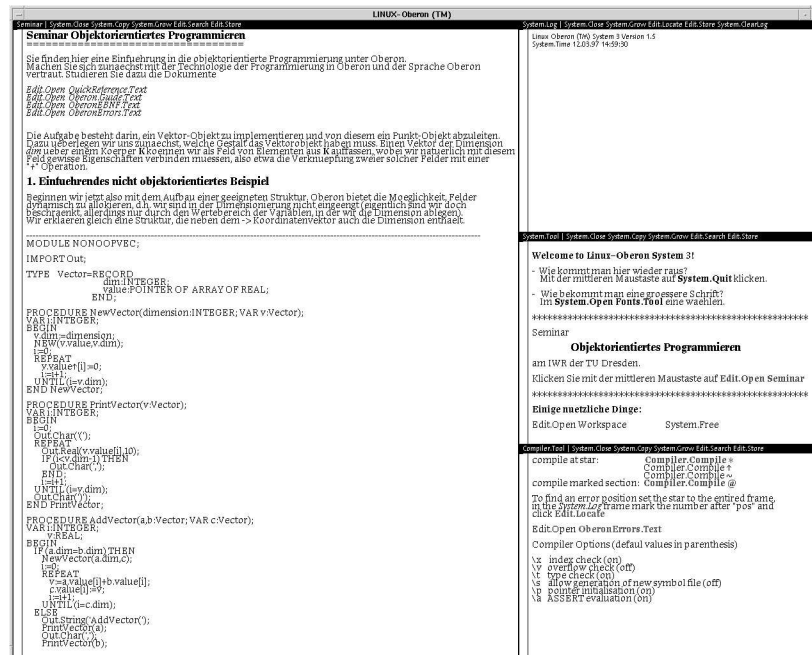 LINUX-Oberon (TM)
Seminar | System.Close System.Copy System.Grow Edit.Search Edit.Store
Seminar Objektorientiertes Programmieren
====================================
Sie finden hier eine Einfuehrung in die objektorientierte Programmierung unter Oberon.
Machen Sie sich zunaechst mit der Technologie der Programmierung in Oberon und der Sprache Oberon
vertraut. Studieren Sie dazu die Dokumente
Edit.Open QuickReference.Text
Edit.Open Oberon.Guide.Text
Edit.Open OberonEBNF.Text
Edit.Open OberonErrors.Text
Die Aufgabe besteht darin, ein Vektor-Objekt zu implementieren und von diesem ein Punkt-Objekt abzuleiten.
Dazu ueberlegen wir uns zunaechst, welche Gestalt das Vektorobjekt haben muss. Einen Vektor der Dimension
dim ueber einem Koerper K koennen wir als Feld von Elementen aus K auffassen, wobei wir natuerlich mit diesem
Feld gewisse Eigenschaften verbinden muessen, also etwa die Verknuepfung zweier solcher Felder mit einer
"+" Operation.
1. Einfuehrendes nicht objektorientiertes Beispiel
Beginnen wir jetzt also mit dem Aufbau einer geeigneten Struktur, Oberon bietet die Moeglichkeit, Felder
dynamisch zu allokieren, d.h. wir sind in der Dimensionierung nicht eingeengt (eigentlich sind wir doch
beschraenkt, allerdings nur durch den Wertebereich der Variablen, in der wir die Dimension ablegen).
Wir erklaeren gleich eine Struktur, die neben dem -> Koordinatenvektor auch die Dimension enthaelt.
MODULE NONOOPVEC;
IMPORT Out;
TYPE Vektor=RECORD
dim:INTEGER;
value:POINTER OF ARRAY OF REAL;
END;
PROCEDURE NewVector(dimension:INTEGER; VAR v:Vector);
VAR i:INTEGER;
BEGIN
v.dim:=dimension;
NEW(v.value,v.dim);
i:=0;
REPEAT
v.value↑[i]:=0;
i:=i+1;
UNTIL (i=v.dim);
END NewVector;
PROCEDURE PrintVector(v:Vector);
VAR i:INTEGER;
BEGIN
i:=0;
Out.Char('(');
REPEAT
Out.Real(v.value[i],10);
IF (i<v.dim-1) THEN
Out.Char(',');
END;
i:=i+1;
UNTIL (i=v.dim);
Out.Char(')');
END PrintVector;
PROCEDURE AddVector(a,b:Vector; VAR c:Vector);
VAR i:INTEGER;
v:REAL;
BEGIN
IF (a.dim=b.dim) THEN
NewVector(a.dim,c);
i:=0;
REPEAT
v:=a.value[i]+b.value[i];
c.value[i]:=v;
i:=i+1;
UNTIL (i=c.dim);
ELSE
Out.String('AddVector(');
PrintVector(a);
Out.Char(',');
PrintVector(b);
System.Log | System.Close System.Grow Edit.Locate Edit.Store System.ClearLog
Linux Oberon (TM) System 3 Version 1.5
System.Time 12.03.97 14:59:30
System.Tool | System.Close System.Copy System.Grow Edit.Search Edit.Store
Welcome to Linux-Oberon System 3!
- Wie kommt man hier wieder raus?
Mit der mittleren Maustaste auf System.Quit klicken.
- Wie bekommt man eine groessere Schrift?
Im System.Open Fonts.Tool eine waehlen.
****************************************************
Seminar
Objektorientiertes Programmieren
am IWR der TU Dresden.
Klicken Sie mit der mittleren Maustaste auf Edit.Open Seminar
****************************************************
Einige nuetzliche Dinge:
Edit.Open Workspace System.Free
Compiler.Tool | System.Close System.Copy System.Grow Edit.Search Edit.Store
compile at star: Compiler.Compile *
Compiler.Compile ↑
Compiler.Compile ~
compile marked section: Compiler.Compile @
To find an error position set the star to the entired frame,
in the System.Log frame mark the number after "pos" and
click Edit.Locate
Edit.Open OberonErrors.Text
Compiler Options (defaul values in parenthesis)
\x index check (on)
\v overflow check (off)
\t type check (on)
\s allow generation of new symbol file (off)
\p pointer initialisation (on)
\a ASSERT evaluation (on)